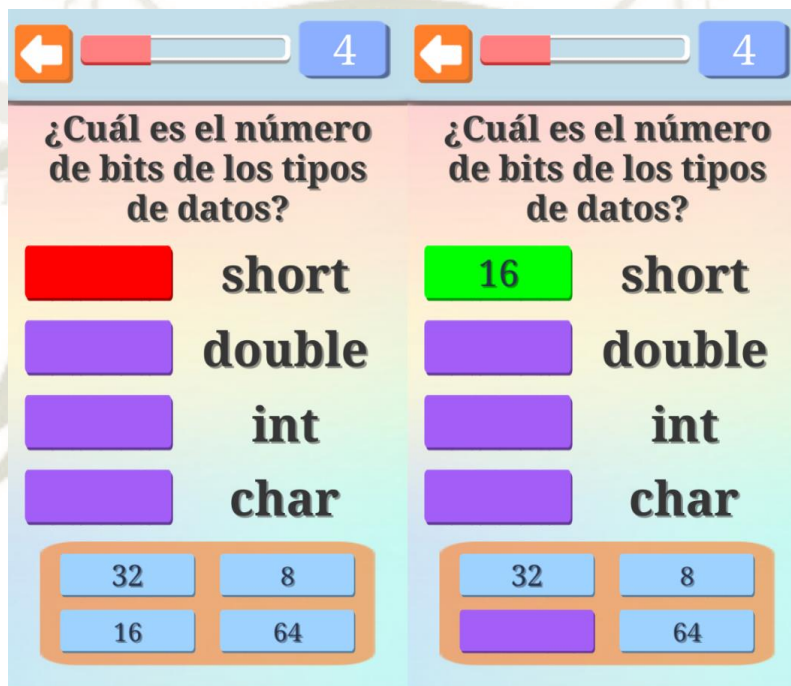 4
¿Cuál es el número
de bits de los tipos
de datos?
short
double
int
char
32 8
16 64
4
¿Cuál es el número
de bits de los tipos
de datos?
16 short
double
int
char
32 8
64